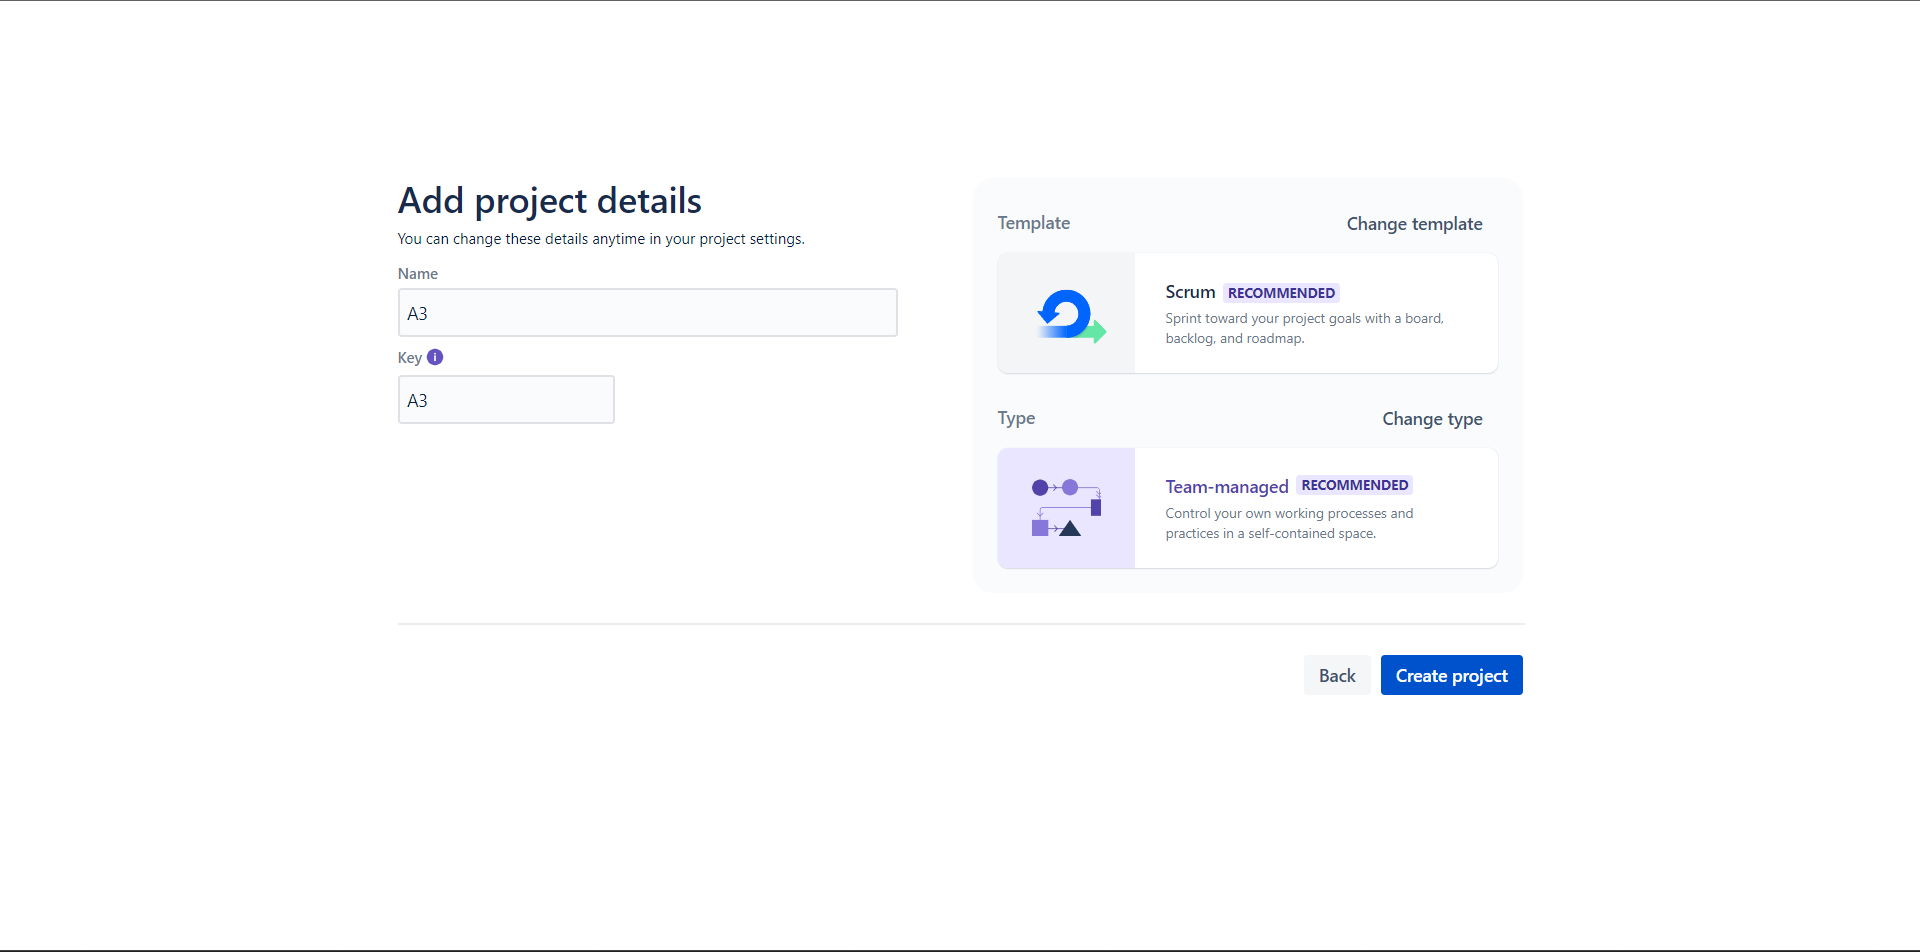 Add project details
You can change these details anytime in your project settings.
Name
A3
Key
A3
Template
Change template
Scrum RECOMMENDED
Sprint toward your project goals with a board,
backlog, and roadmap.
Type
Change type
Team-managed RECOMMENDED
Control your own working processes and
practices in a self-contained space.
Back
Create project